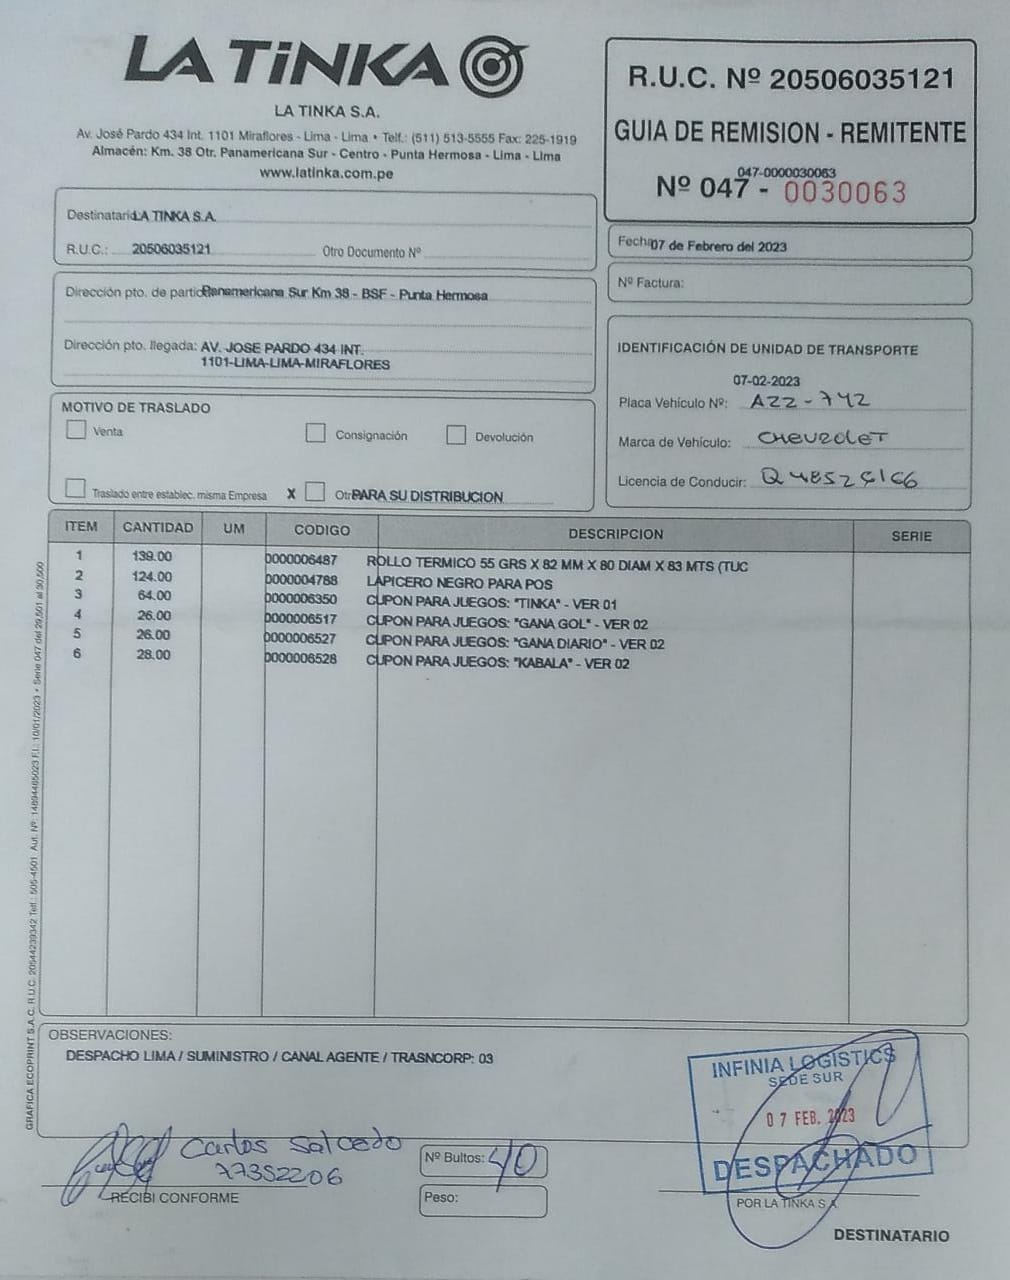 LA TiNKA
LA TINKA S.A.
Av. José Pardo 434 Int. 1101 Miraflores - Lima - Lima • Telf.: (511) 513-5555 Fax: 225-1919
Almacén: Km. 38 Otr. Panamericana Sur - Centro - Punta Hermosa - Lima - Lima
www.latinka.com.pe
R.U.C. Nº 20506035121
GUIA DE REMISION - REMITENTE
047-0000030063
Nº 047 - 0030063
Destinatario LA TINKA S.A.
R.U.C.: 20506035121 Otro Documento Nº
Fecha 07 de Febrero del 2023
Nº Factura:
Dirección pto. de partida Panamericana Sur Km 38 - BSF - Punta Hermosa
Dirección pto. llegada: AV. JOSE PARDO 434 INT.
1101-LIMA-LIMA-MIRAFLORES
IDENTIFICACIÓN DE UNIDAD DE TRANSPORTE
07-02-2023
Placa Vehículo Nº: AZZ-742
Marca de Vehículo: CHEVROLET
Licencia de Conducir:
MOTIVO DE TRASLADO
Venta Consignación Devolución
Traslado entre establec. misma Empresa X Otr PARA SU DISTRIBUCION
ITEM CANTIDAD UM CODIGO DESCRIPCION SERIE
1 139.00 0000006487 ROLLO TERMICO 55 GRS X 82 MM X 80 DIAM X 83 MTS (TUC
2 124.00 0000004788 LAPICERO NEGRO PARA POS
3 64.00 0000006350 CUPON PARA JUEGOS: "TINKA" - VER 01
4 26.00 0000006517 CUPON PARA JUEGOS: "GANA GOL" - VER 02
5 26.00 0000006527 CUPON PARA JUEGOS: "GANA DIARIO" - VER 02
6 28.00 0000006528 CUPON PARA JUEGOS: "KABALA" - VER 02
GRAFICA ECOPRINT S.A.C. R.U.C. 20544239342 Telf.: 505-4501 Aut. Nº: 14894485023 F.I.: 10/01/2023 • Serie 047 del 29,501 al 30,500
OBSERVACIONES:
DESPACHO LIMA / SUMINISTRO / CANAL AGENTE / TRASNCORP: 03
INFINIA LOGISTICS
SEDE SUR
07 FEB. 2023
DESPACHADO
Carlos Salcedo
77352206
RECIBI CONFORME
Nº Bultos: 40
Peso:
POR LA TINKA S.A.
DESTINATARIO